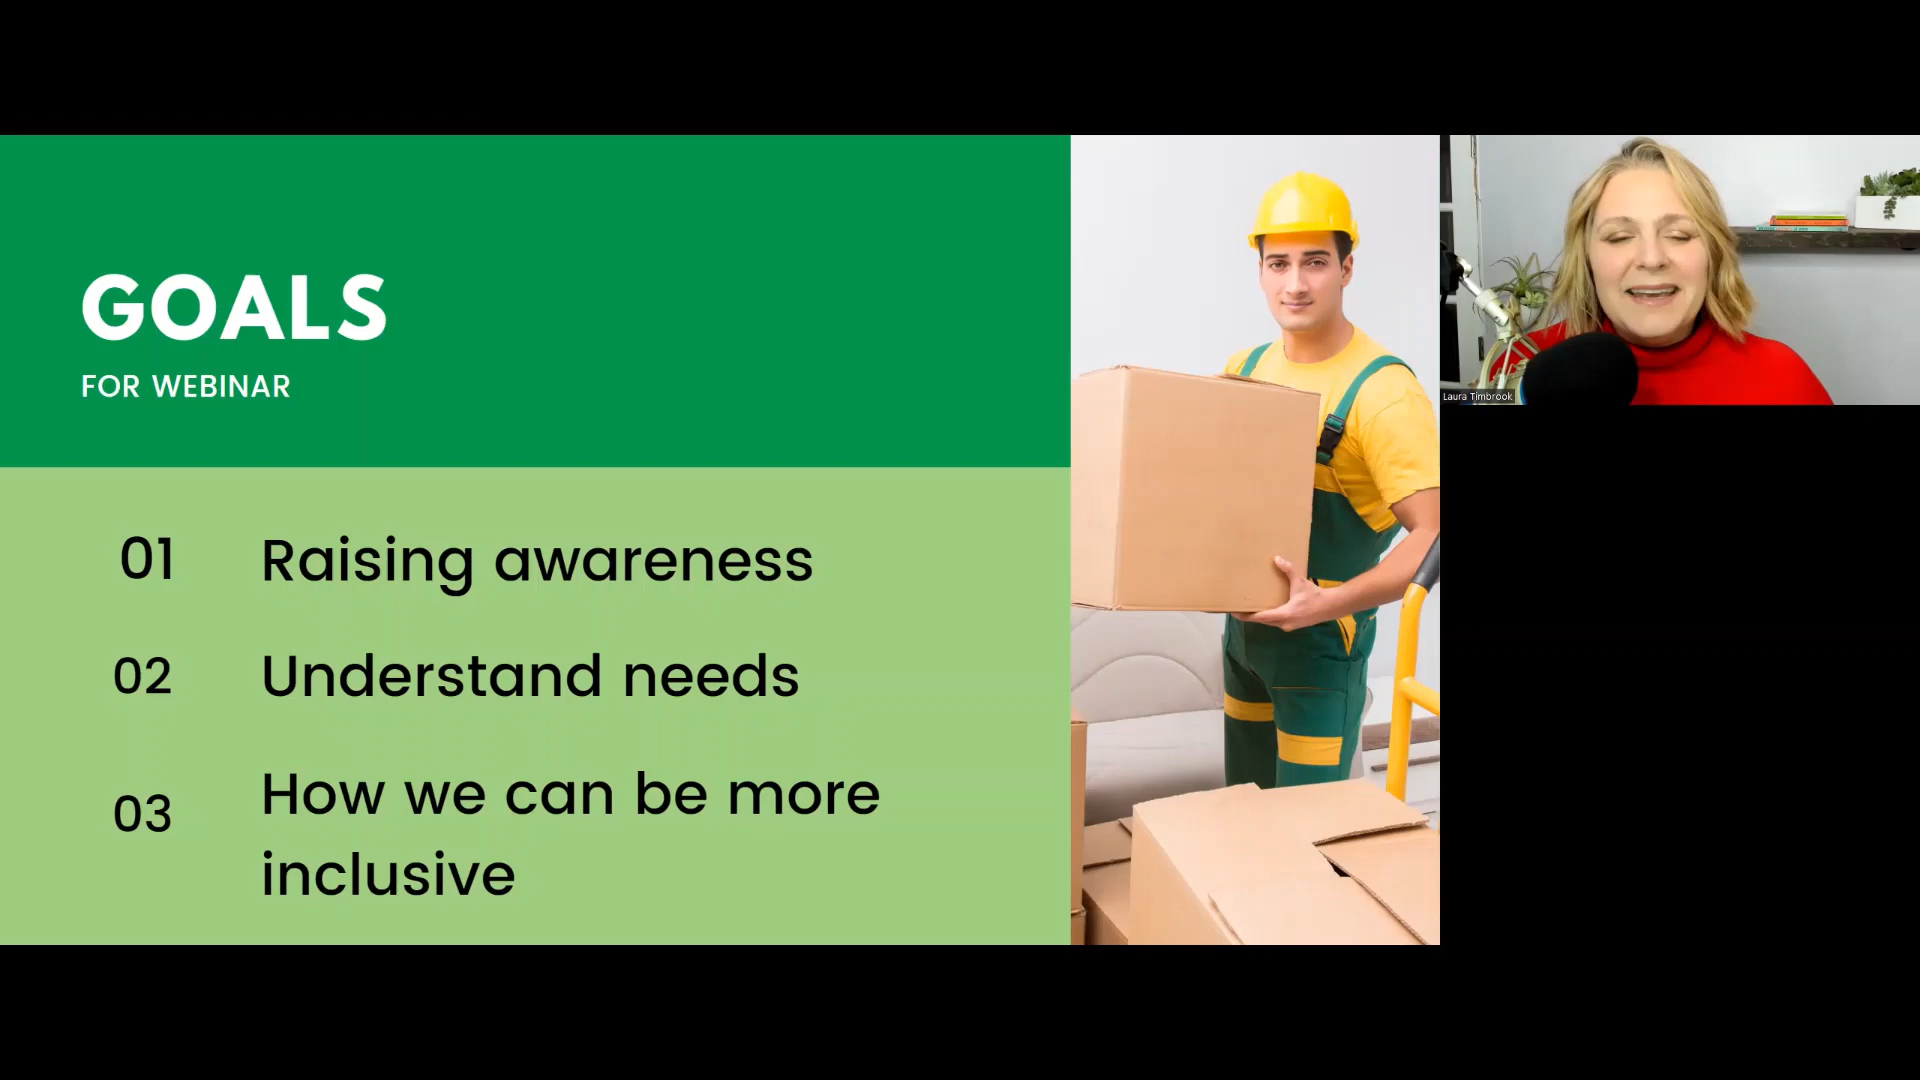 GOALS
FOR WEBINAR
01 Raising awareness
02 Understand needs
03 How we can be more
inclusive
Laura Timbrook